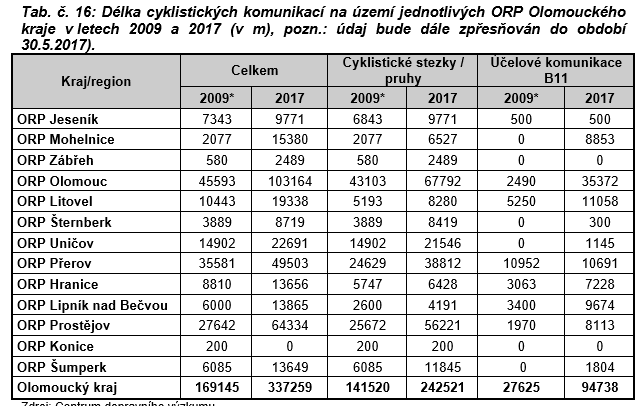 Tab. č. 16: Délka cyklistických komunikací na území jednotlivých ORP Olomouckého
kraje v letech 2009 a 2017 (v m), pozn.: údaj bude dále zpřesňován do období
30.5.2017).
Kraj/region Celkem Cyklistické stezky / pruhy Účelové komunikace B11
2009* 2017 2009* 2017 2009* 2017
ORP Jeseník 7343 9771 6843 9771 500 500
ORP Mohelnice 2077 15380 2077 6527 0 8853
ORP Zábřeh 580 2489 580 2489 0 0
ORP Olomouc 45593 103164 43103 67792 2490 35372
ORP Litovel 10443 19338 5193 8280 5250 11058
ORP Šternberk 3889 8719 3889 8419 0 300
ORP Uničov 14902 22691 14902 21546 0 1145
ORP Přerov 35581 49503 24629 38812 10952 10691
ORP Hranice 8810 13656 5747 6428 3063 7228
ORP Lipník nad Bečvou 6000 13865 2600 4191 3400 9674
ORP Prostějov 27642 64334 25672 56221 1970 8113
ORP Konice 200 0 200 200 0 0
ORP Šumperk 6085 13649 6085 11845 0 1804
Olomoucký kraj 169145 337259 141520 242521 27625 94738
Zdroj: Centrum dopravního výzkumu